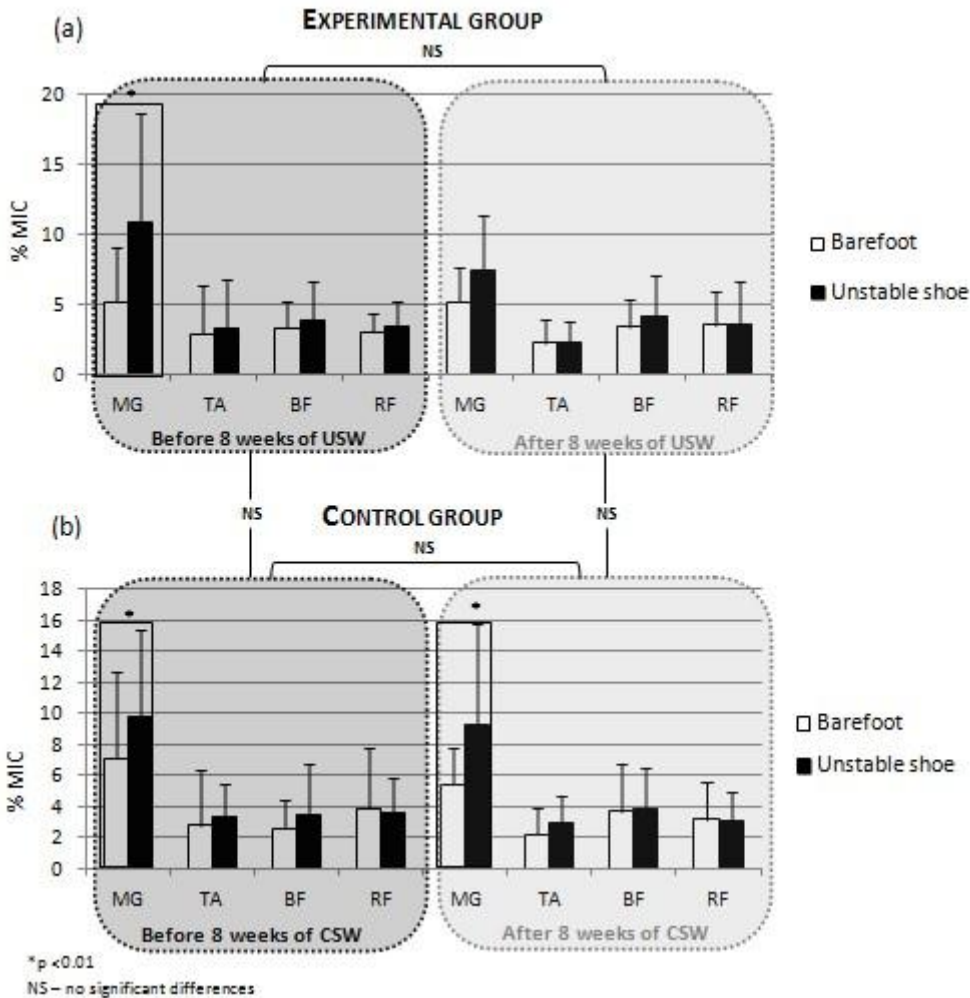 (a)
EXPERIMENTAL GROUP
NS
20
15
10
5
0
% MIC
*
MG TA BF RF MG TA BF RF
Before 8 weeks of USW After 8 weeks of USW
Barefoot
Unstable shoe
NS NS
(b)
CONTROL GROUP
NS
18
16
14
12
10
8
6
4
2
0
% MIC
* *
MG TA BF RF MG TA BF RF
Before 8 weeks of CSW After 8 weeks of CSW
Barefoot
Unstable shoe
*p <0.01
NS – no significant differences